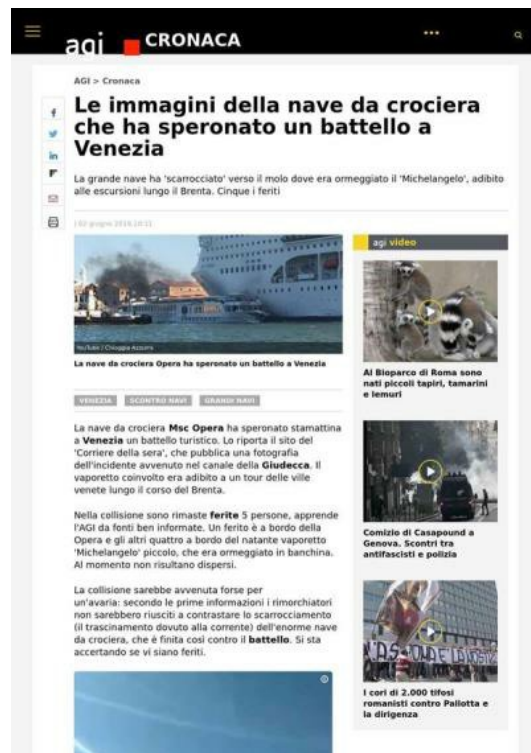 agi CRONACA
AGI > Cronaca
Le immagini della nave da crociera
che ha speronato un battello a
Venezia
La grande nave ha 'scarrocciato' verso il molo dove era ormeggiato il 'Michelangelo', adibito
alle escursioni lungo il Brenta. Cinque i feriti
YouTube / Chioggia Azzurra
La nave da crociera Opera ha speronato un battello a Venezia
VENEZIA SCONTRO NAVI GRANDI NAVI
La nave da crociera Msc Opera ha speronato stamattina
a Venezia un battello turistico. Lo riporta il sito del
'Corriere della sera', che pubblica una fotografia
dell'incidente avvenuto nel canale della Giudecca. Il
vaporetto coinvolto era adibito a un tour delle ville
venete lungo il corso del Brenta.
Nella collisione sono rimaste ferite 5 persone, apprende
l'AGI da fonti ben informate. Un ferito è a bordo della
Opera e gli altri quattro a bordo del natante vaporetto
'Michelangelo' piccolo, che era ormeggiato in banchina.
Al momento non risultano dispersi.
La collisione sarebbe avvenuta forse per
un'avaria: secondo le prime informazioni i rimorchiatori
non sarebbero riusciti a contrastare lo scarrocciamento
(il trascinamento dovuto alla corrente) dell'enorme nave
da crociera, che è finita così contro il battello. Si sta
accertando se vi siano feriti.
agi video
Al Bioparco di Roma sono
nati piccoli tapiri, tamarini
e lemuri
Comizio di Casapound a
Genova. Scontri tra
antifascisti e polizia
I cori di 2.000 tifosi
romanisti contro Pallotta e
la dirigenza